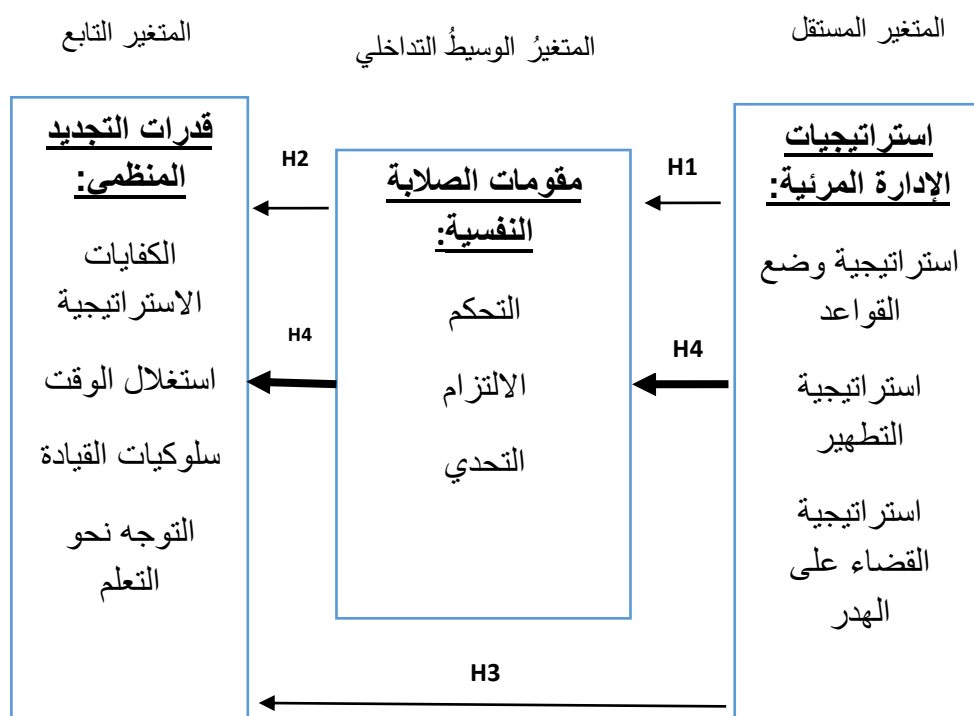 المتغير المستقل
المتغيرُ الوسيطُ التداخلي
المتغير التابع
استراتيجيات
الإدارة المرئية:
استراتيجية وضع
القواعد
استراتيجية
التطهير
استراتيجية
القضاء على
الهدر
H1
H4
مقومات الصلابة
النفسية:
التحكم
الالتزام
التحدي
H2
H4
قدرات التجديد
المنظمي:
الكفايات
الاستراتيجية
استغلال الوقت
سلوكيات القيادة
التوجه نحو
التعلم
H3